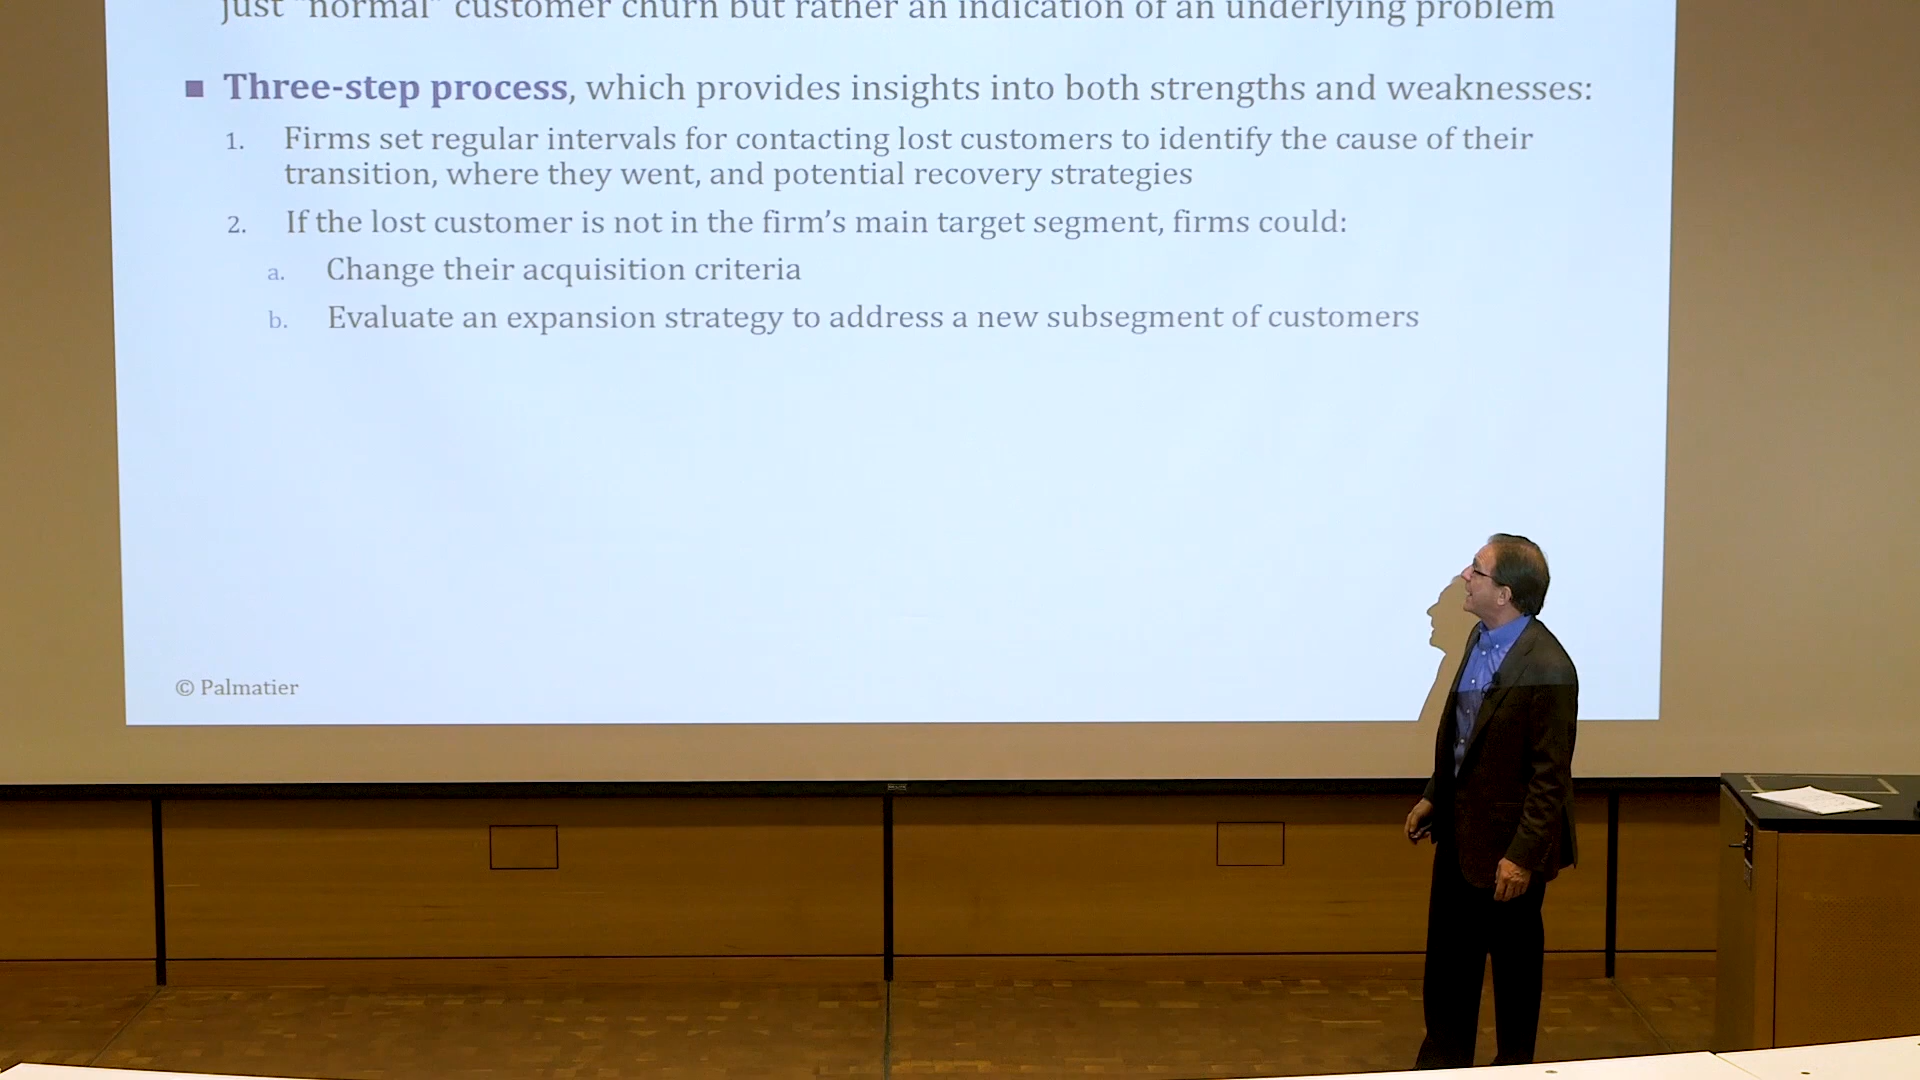 just "normal" customer churn but rather an indication of an underlying problem
■ Three-step process, which provides insights into both strengths and weaknesses:
1. Firms set regular intervals for contacting lost customers to identify the cause of their
transition, where they went, and potential recovery strategies
2. If the lost customer is not in the firm's main target segment, firms could:
a. Change their acquisition criteria
b. Evaluate an expansion strategy to address a new subsegment of customers
© Palmatier